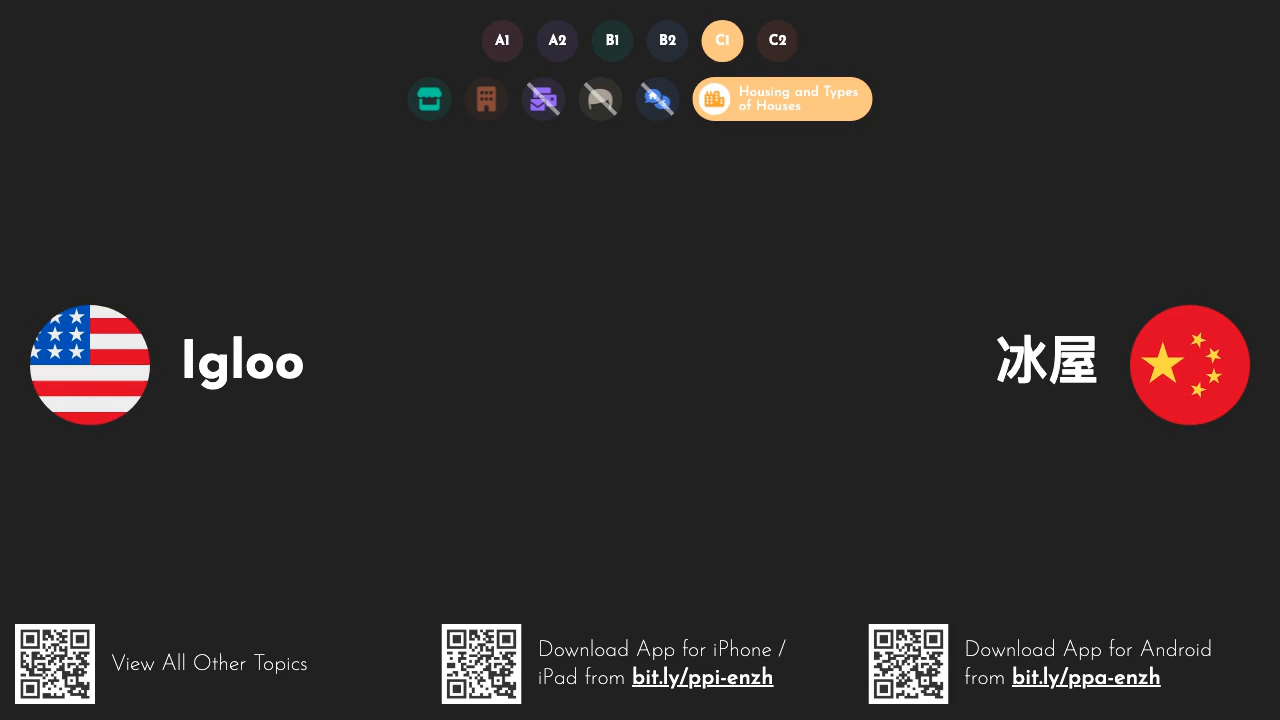 A1 A2 B1 B2 C1 C2
Housing and Types
of Houses
Igloo
冰屋
View All Other Topics
Download App for iPhone /
iPad from bit.ly/ppi-enzh
Download App for Android
from bit.ly/ppa-enzh